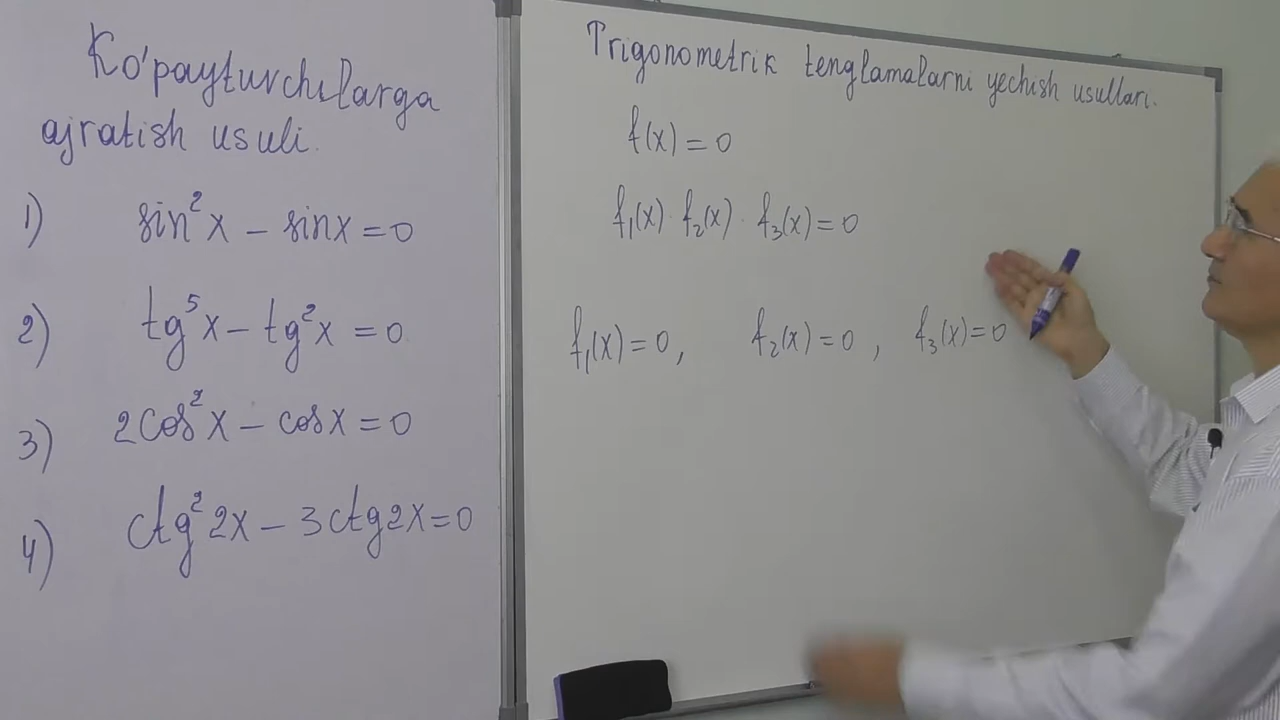 Ko'payturchilarga
ajratish usuli.
1) sin²x - sinx = 0
2) tg⁵x - tg²x = 0
3) 2cos²x - cosx = 0
4) ctg²2x - 3ctg2x = 0
Trigonometrik tenglamalarni yechish usullari.
f(x) = 0
f₁(x) · f₂(x) · f₃(x) = 0
f₁(x) = 0, f₂(x) = 0, f₃(x) = 0